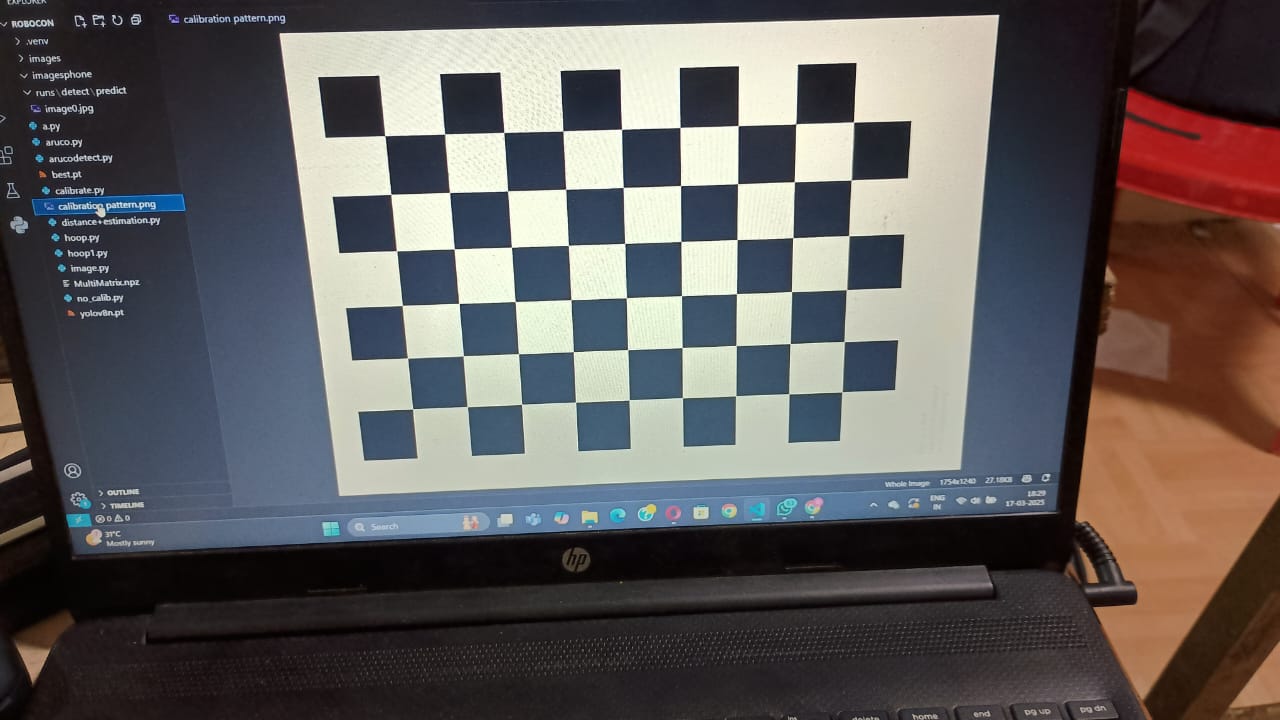 EXPLORER
ROBOCON
calibration pattern.png
.venv
images
imagesphone
runs\detect\predict
image0.jpg
a.py
aruco.py
arucodetect.py
best.pt
calibrate.py
calibration pattern.png
distance+estimation.py
hoop.py
hoop1.py
image.py
MultiMatrix.npz
no_calib.py
yolov8n.pt
OUTLINE
TIMELINE
0 0
Whole Image 1754x1240 27.18KB
31°C
Mostly sunny
Search
ENG
IN
18:29
17-03-2025
hp
ins delete home end pg up pg dn